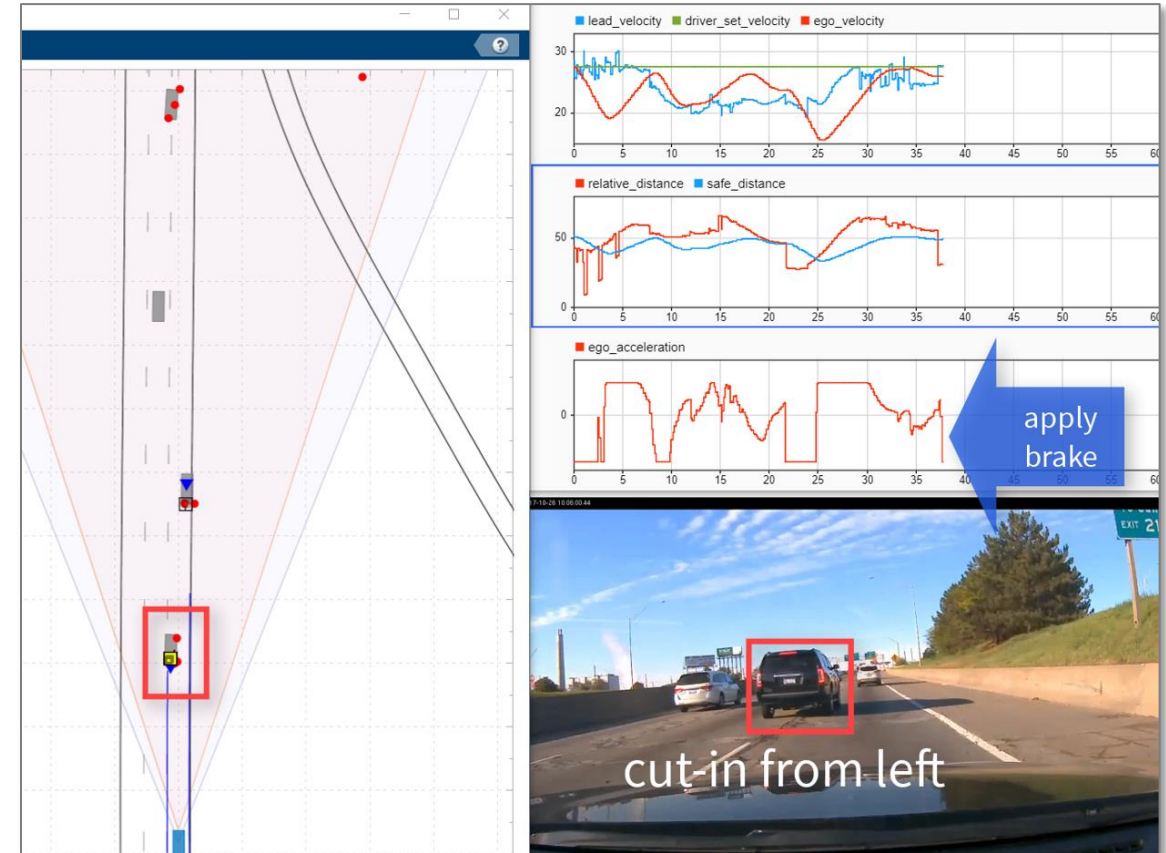 ?
lead_velocity driver_set_velocity ego_velocity
30
20
0 5 10 15 20 25 30 35 40 45 50 55 60
relative_distance safe_distance
50
0
0 5 10 15 20 25 30 35 40 45 50 55 60
ego_acceleration
0
0 5 10 15 20 25 30 35 40 45 50 55 60
apply
brake
EXIT 21
cut-in from left